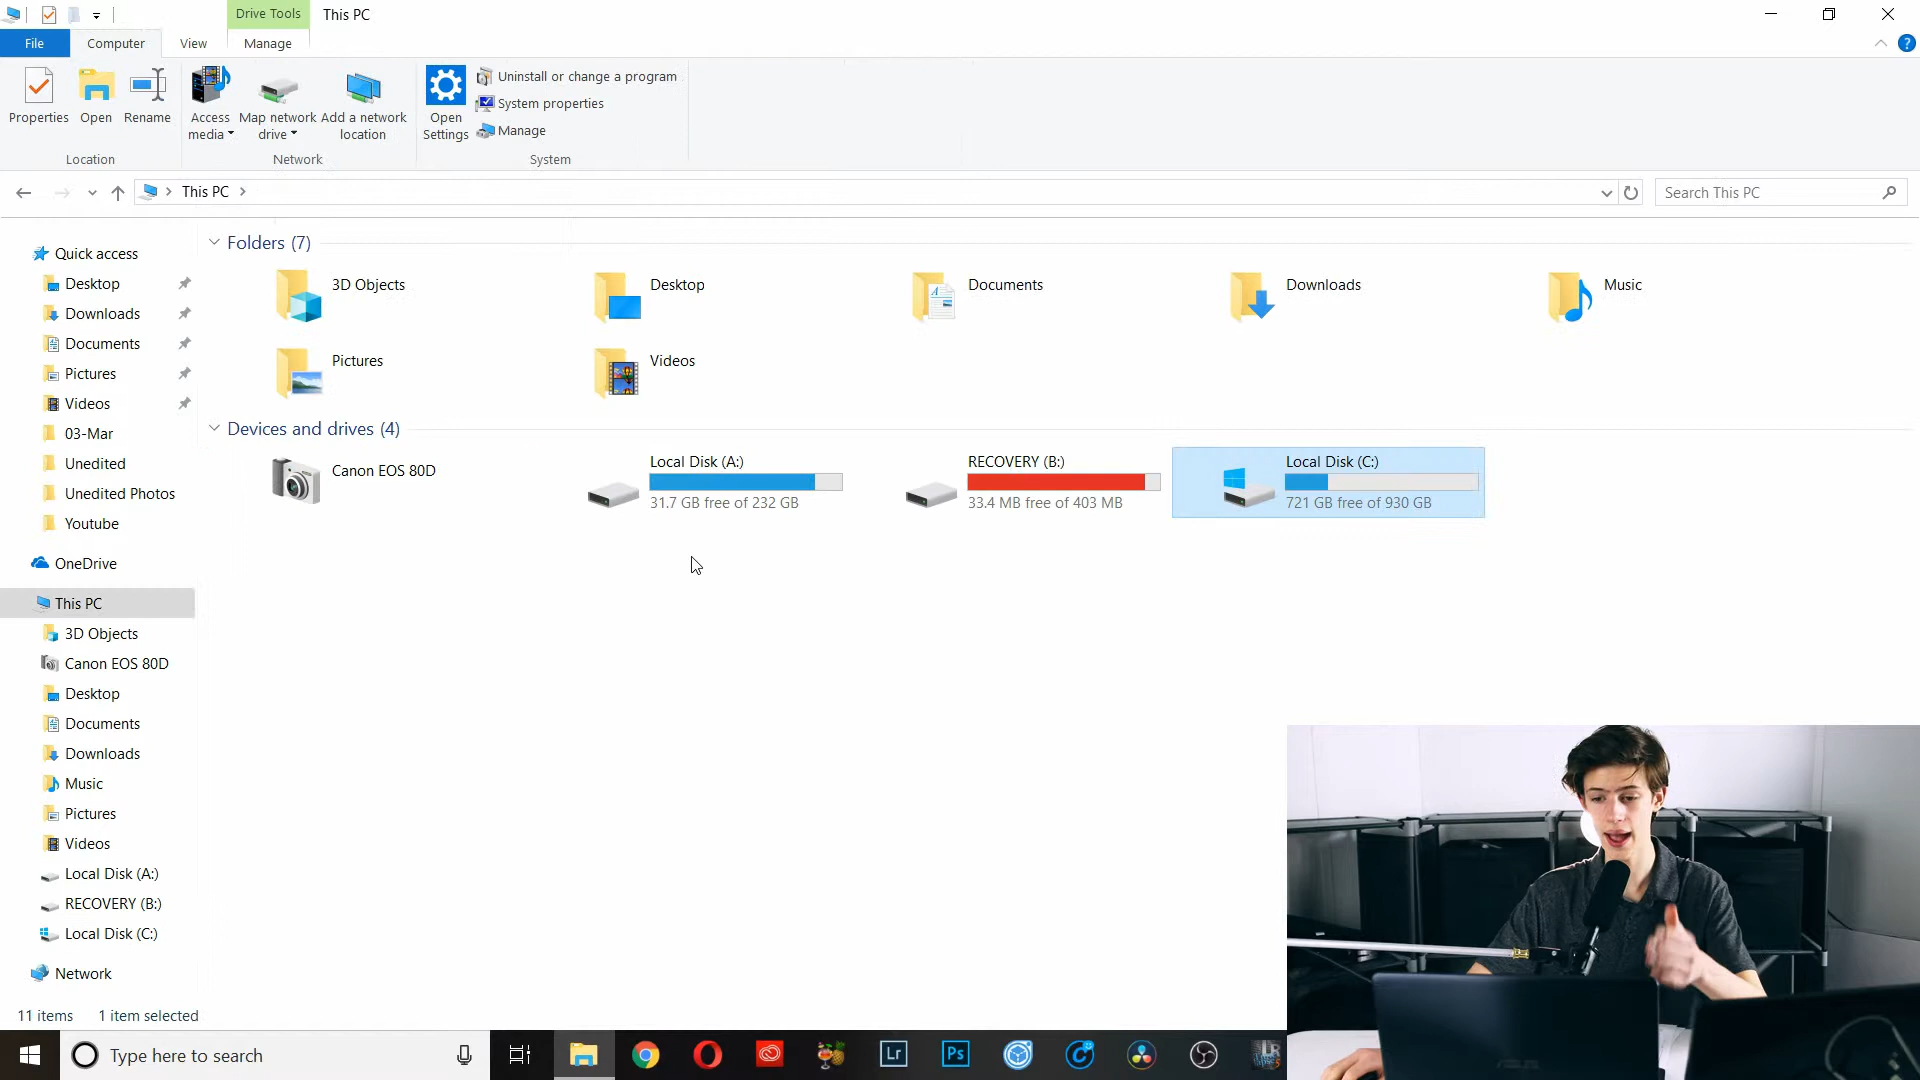 Drive Tools
This PC
File
Computer
View
Manage
Properties
Open
Rename
Access media
Map network drive
Add a network location
Open Settings
Uninstall or change a program
System properties
Manage
Location
Network
System
This PC
Search This PC
Quick access
Desktop
Downloads
Documents
Pictures
Videos
03-Mar
Unedited
Unedited Photos
Youtube
OneDrive
This PC
3D Objects
Canon EOS 80D
Desktop
Documents
Downloads
Music
Pictures
Videos
Local Disk (A:)
RECOVERY (B:)
Local Disk (C:)
Network
Folders (7)
3D Objects
Desktop
Documents
Downloads
Music
Pictures
Videos
Devices and drives (4)
Canon EOS 80D
Local Disk (A:)
31.7 GB free of 232 GB
RECOVERY (B:)
33.4 MB free of 403 MB
Local Disk (C:)
721 GB free of 930 GB
11 items
1 item selected
Type here to search
Lr
Ps